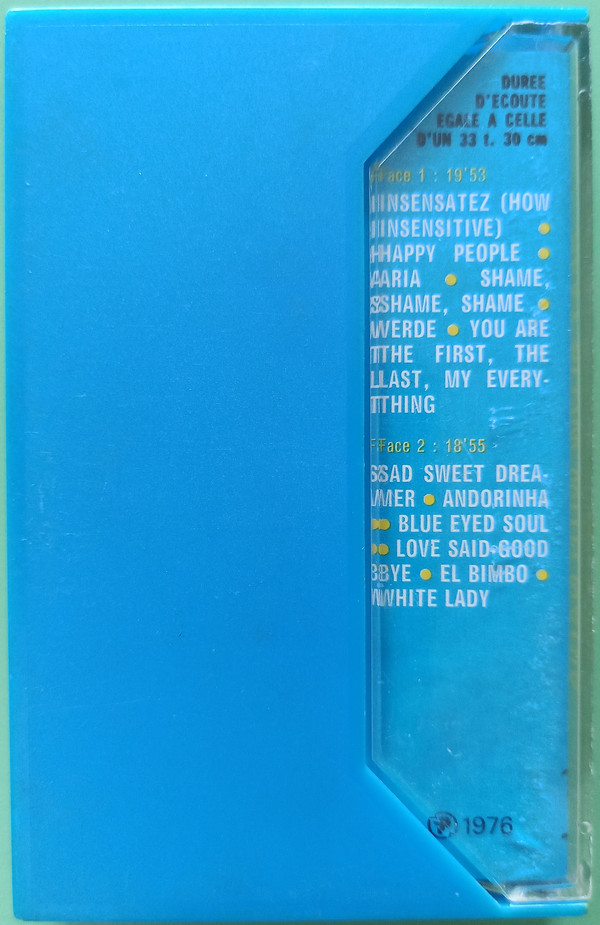 DUREE
D'ECOUTE
EGALE A CELLE
D'UN 33 t. 30 cm
Face 1 : 19'53
INSENSATEZ (HOW
INSENSITIVE) •
HAPPY PEOPLE •
ARIA • SHAME,
SHAME, SHAME •
VERDE • YOU ARE
THE FIRST, THE
LAST, MY EVERY-
THING
Face 2 : 18'55
SAD SWEET DREA-
MER • ANDORINHA
• BLUE EYED SOUL
• LOVE SAID GOOD
BYE • EL BIMBO •
WHITE LADY
℗ 1976